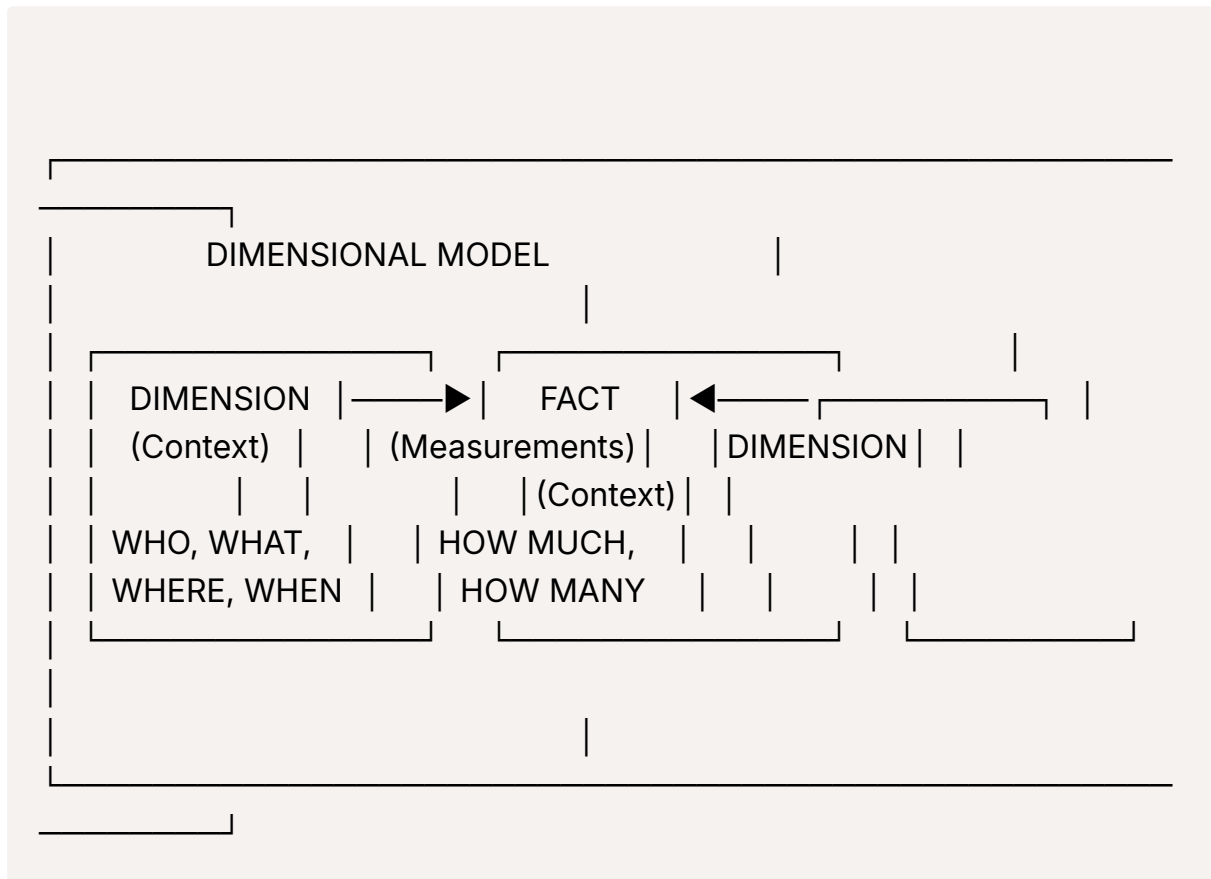 DIMENSIONAL MODEL
DIMENSION FACT
(Context) (Measurements) DIMENSION
(Context)
WHO, WHAT, HOW MUCH,
WHERE, WHEN HOW MANY